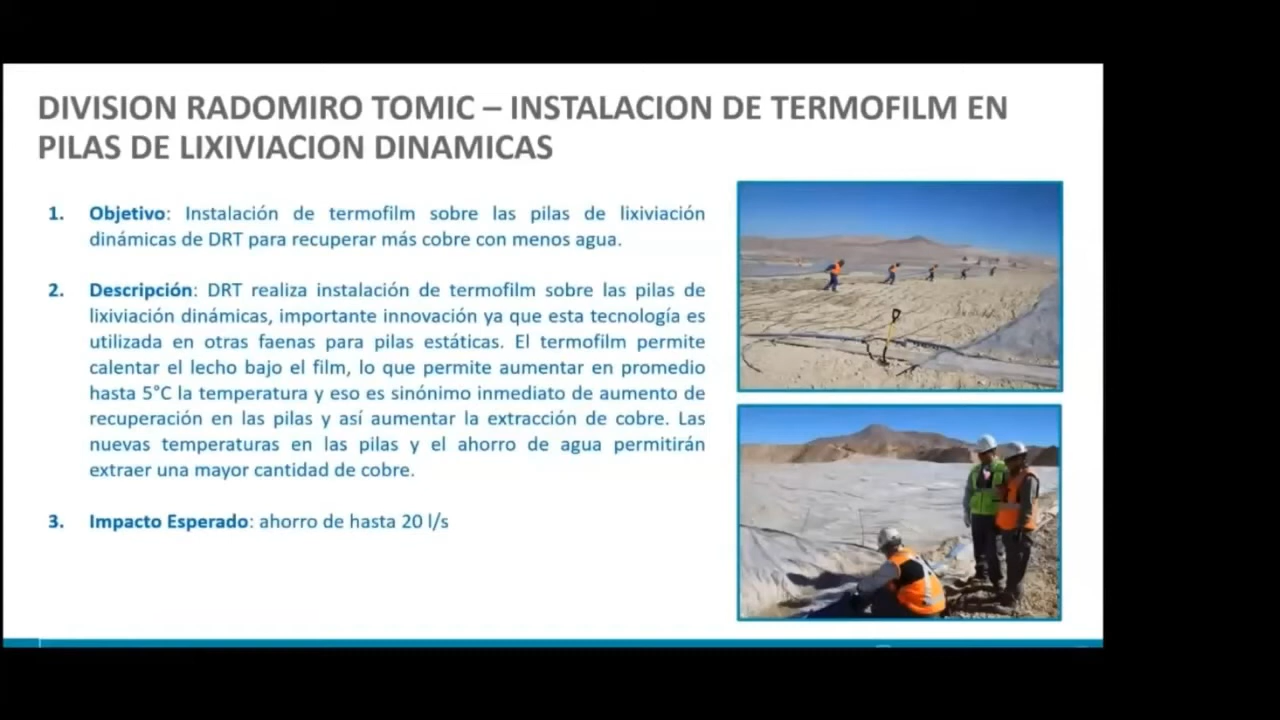 DIVISION RADOMIRO TOMIC – INSTALACION DE TERMOFILM EN
PILAS DE LIXIVIACION DINAMICAS
1. Objetivo: Instalación de termofilm sobre las pilas de lixiviación
dinámicas de DRT para recuperar más cobre con menos agua.
2. Descripción: DRT realiza instalación de termofilm sobre las pilas de
lixiviación dinámicas, importante innovación ya que esta tecnología es
utilizada en otras faenas para pilas estáticas. El termofilm permite
calentar el lecho bajo el film, lo que permite aumentar en promedio
hasta 5°C la temperatura y eso es sinónimo inmediato de aumento de
recuperación en las pilas y así aumentar la extracción de cobre. Las
nuevas temperaturas en las pilas y el ahorro de agua permitirán
extraer una mayor cantidad de cobre.
3. Impacto Esperado: ahorro de hasta 20 l/s